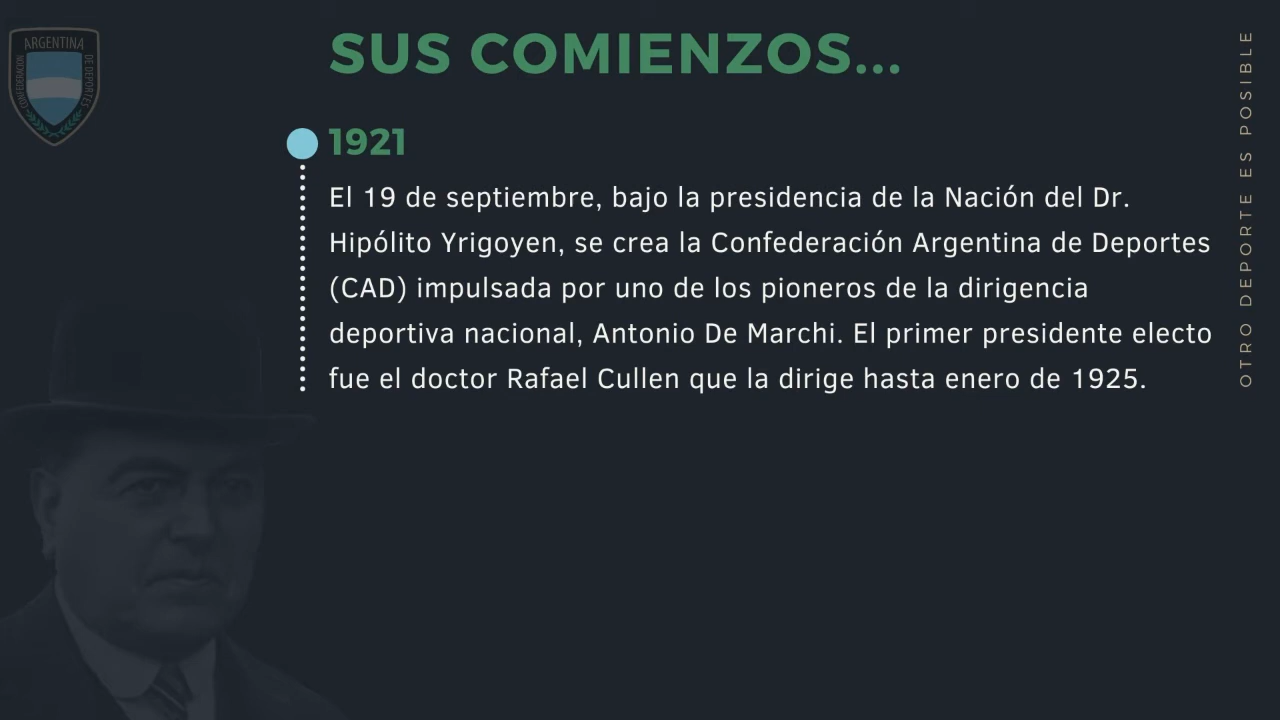 ARGENTINA
CONFEDERACIÓN
DE DEPORTES
SUS COMIENZOS...
1921
El 19 de septiembre, bajo la presidencia de la Nación del Dr.
Hipólito Yrigoyen, se crea la Confederación Argentina de Deportes
(CAD) impulsada por uno de los pioneros de la dirigencia
deportiva nacional, Antonio De Marchi. El primer presidente electo
fue el doctor Rafael Cullen que la dirige hasta enero de 1925.
OTRO DEPORTE ES POSIBLE